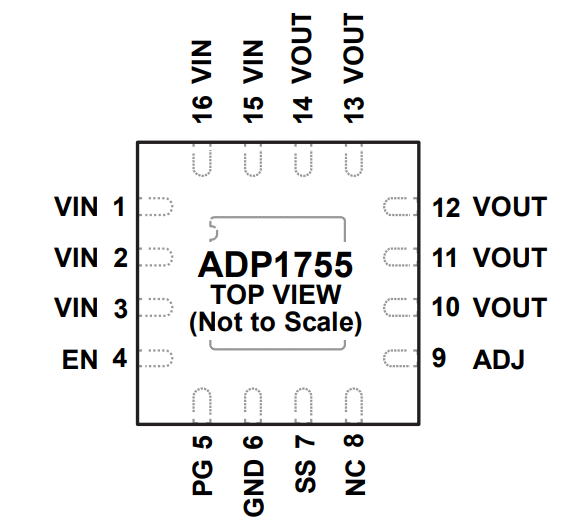 16 VIN
15 VIN
14 VOUT
13 VOUT
VIN 1
12 VOUT
VIN 2
11 VOUT
VIN 3
10 VOUT
EN 4
9 ADJ
ADP1755
TOP VIEW
(Not to Scale)
PG 5
GND 6
SS 7
NC 8